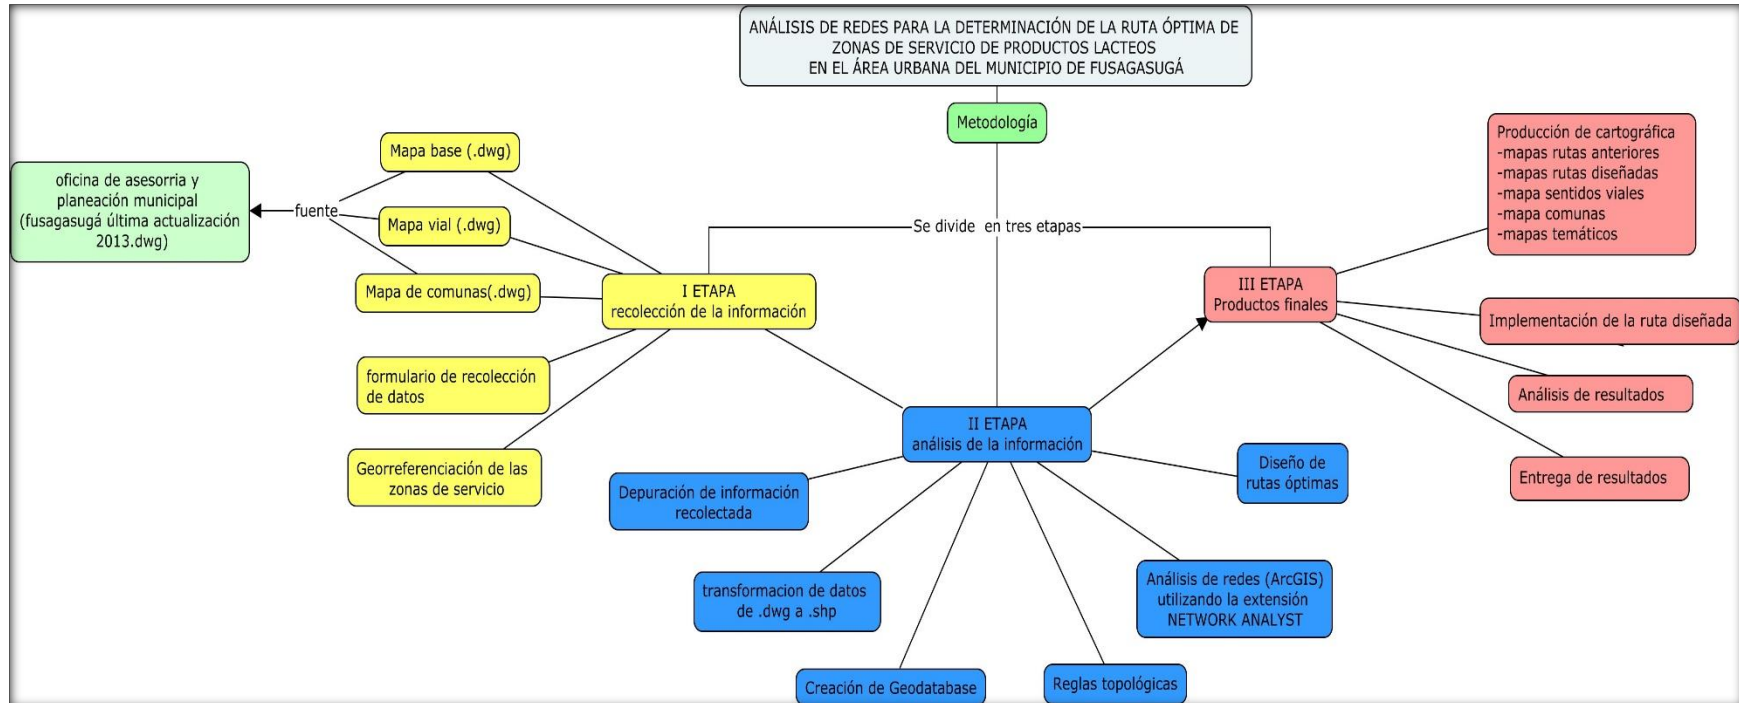 ANÁLISIS DE REDES PARA LA DETERMINACIÓN DE LA RUTA ÓPTIMA DE
ZONAS DE SERVICIO DE PRODUCTOS LACTEOS
EN EL ÁREA URBANA DEL MUNICIPIO DE FUSAGASUGÁ
Metodología
Se divide en tres etapas
I ETAPA
recolección de la información
Mapa base (.dwg)
Mapa vial (.dwg)
Mapa de comunas(.dwg)
fuente
oficina de asesorria y
planeación municipal
(fusagasugá última actualización
2013.dwg)
formulario de recolección
de datos
Georreferenciación de las
zonas de servicio
II ETAPA
análisis de la información
Depuración de información
recolectada
transformacion de datos
de .dwg a .shp
Creación de Geodatabase
Reglas topológicas
Análisis de redes (ArcGIS)
utilizando la extensión
NETWORK ANALYST
Diseño de
rutas óptimas
III ETAPA
Productos finales
Producción de cartográfica
-mapas rutas anteriores
-mapas rutas diseñadas
-mapa sentidos viales
-mapa comunas
-mapas temáticos
Implementación de la ruta diseñada
Análisis de resultados
Entrega de resultados